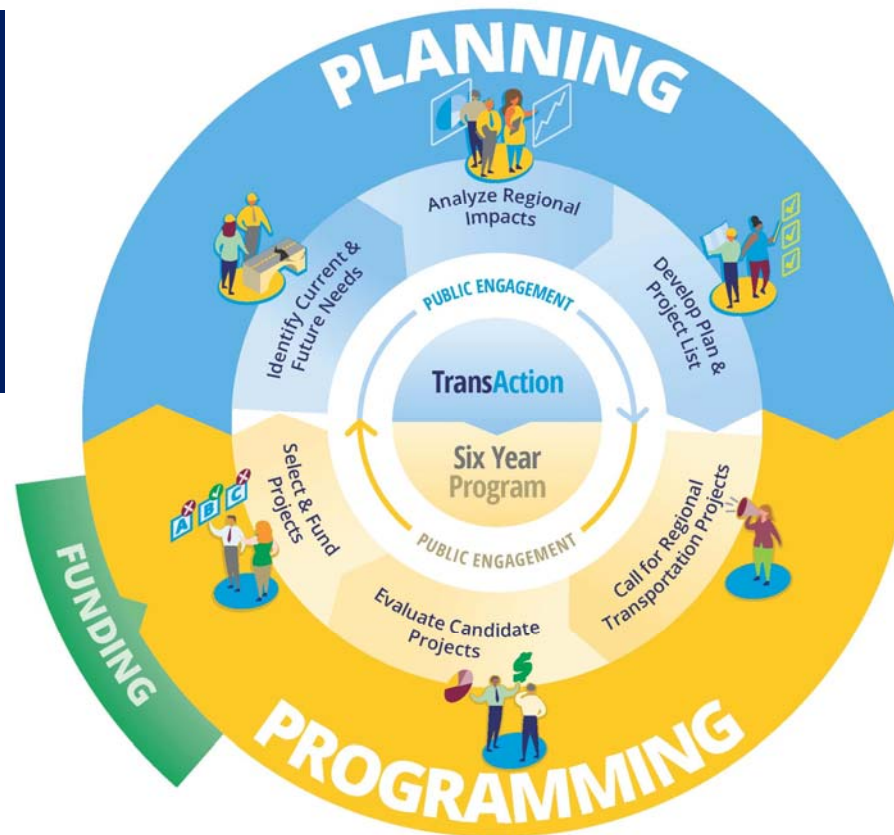 PLANNING
Analyze Regional
Impacts
Identify Current &
Future Needs
Develop Plan &
Project List
PUBLIC ENGAGEMENT
TransAction
Six Year
Program
PUBLIC ENGAGEMENT
Select & Fund
Projects
A B C
Call for Regional
Transportation Projects
Evaluate Candidate
Projects
$
FUNDING
PROGRAMMING